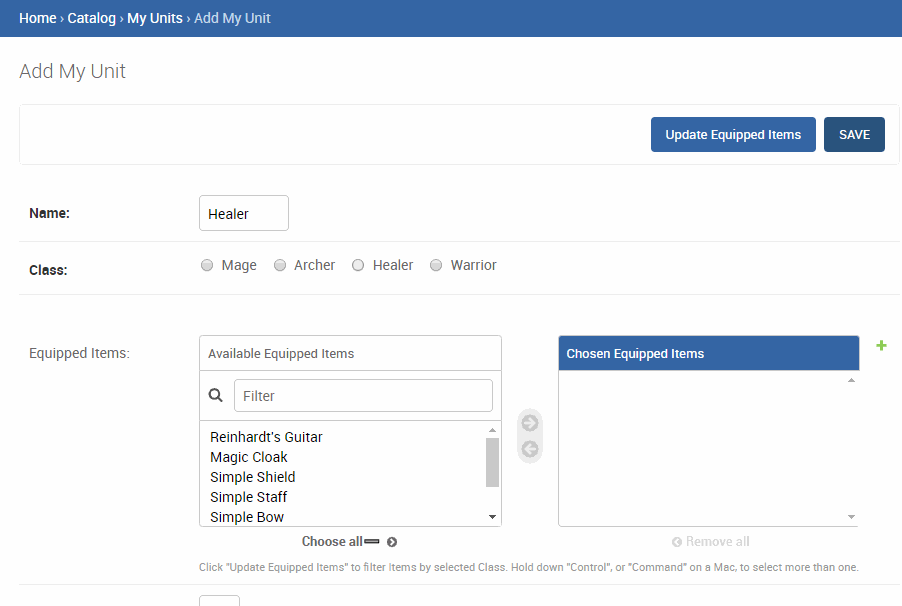 Home › Catalog › My Units › Add My Unit
Add My Unit
Update Equipped Items SAVE
Name: Healer
Class: Mage Archer Healer Warrior
Equipped Items:
Available Equipped Items
Filter
Reinhardt's Guitar
Magic Cloak
Simple Shield
Simple Staff
Simple Bow
Choose all
Chosen Equipped Items
Remove all
Click "Update Equipped Items" to filter Items by selected Class. Hold down "Control", or "Command" on a Mac, to select more than one.